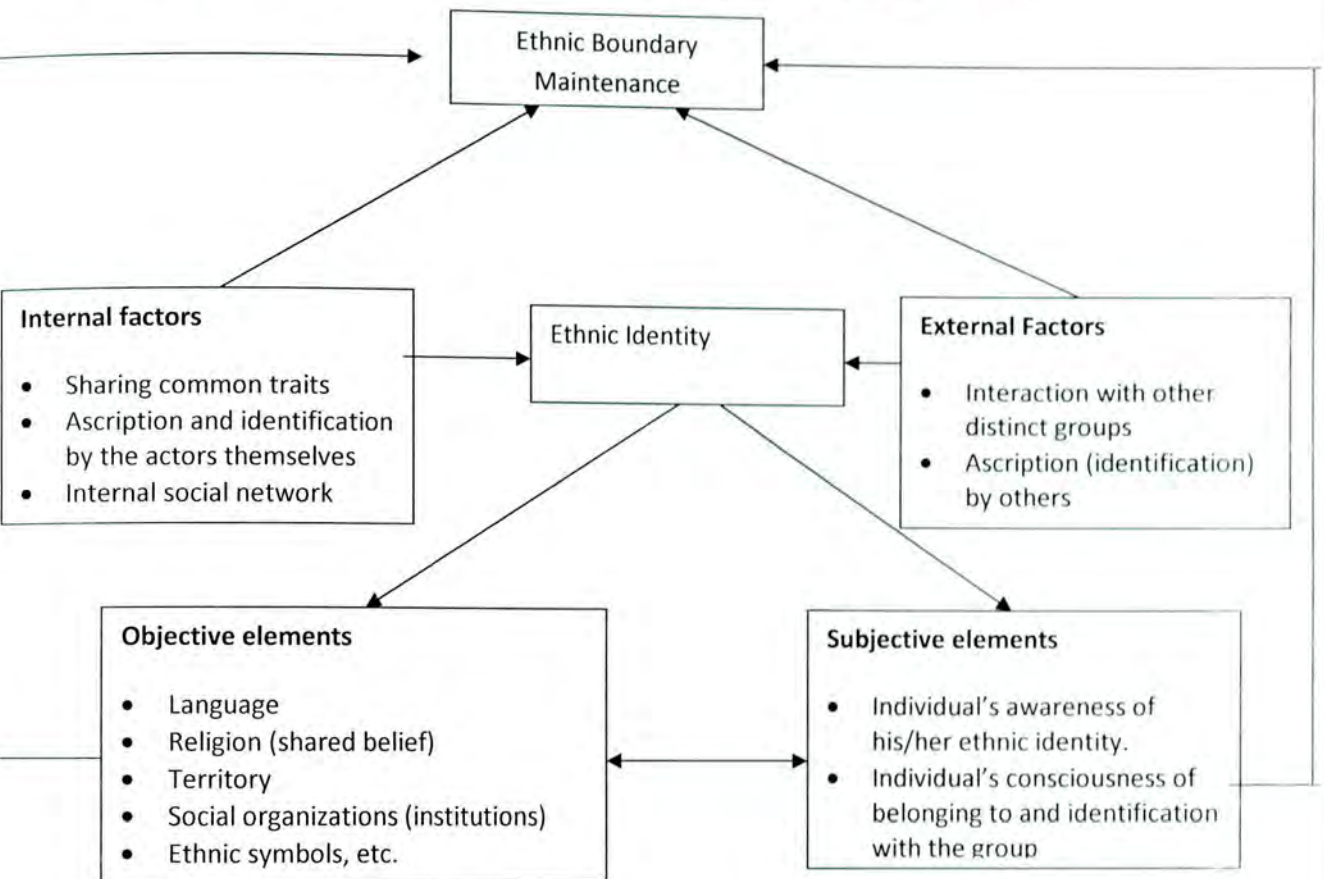 Ethnic Boundary
Maintenance
Internal factors
• Sharing common traits
• Ascription and identification
by the actors themselves
• Internal social network
Ethnic Identity
External Factors
• Interaction with other
distinct groups
• Ascription (identification)
by others
Objective elements
• Language
• Religion (shared belief)
• Territory
• Social organizations (institutions)
• Ethnic symbols, etc.
Subjective elements
• Individual's awareness of
his/her ethnic identity.
• Individual's consciousness of
belonging to and identification
with the group